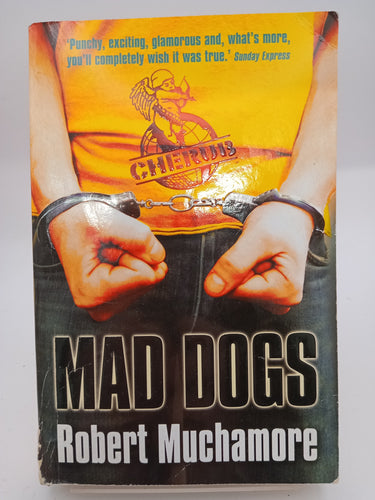 'Punchy, exciting, glamorous and, what's more,
you'll completely wish it was true.' Sunday Express
CHERUB
MAD DOGS
Robert Muchamore